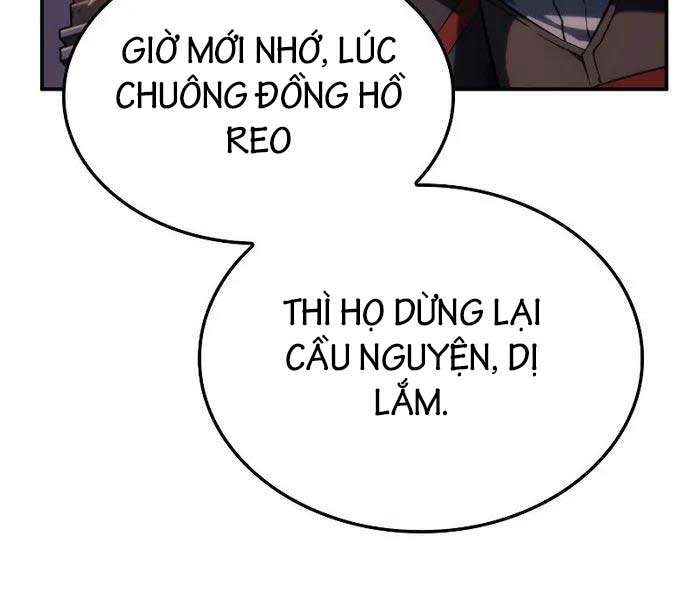 GIỜ MỚI NHỚ, LÚC
CHUÔNG ĐỒNG HỒ
REO
THÌ HỌ DỪNG LẠI
CẦU NGUYỆN, DỊ
LẮM.